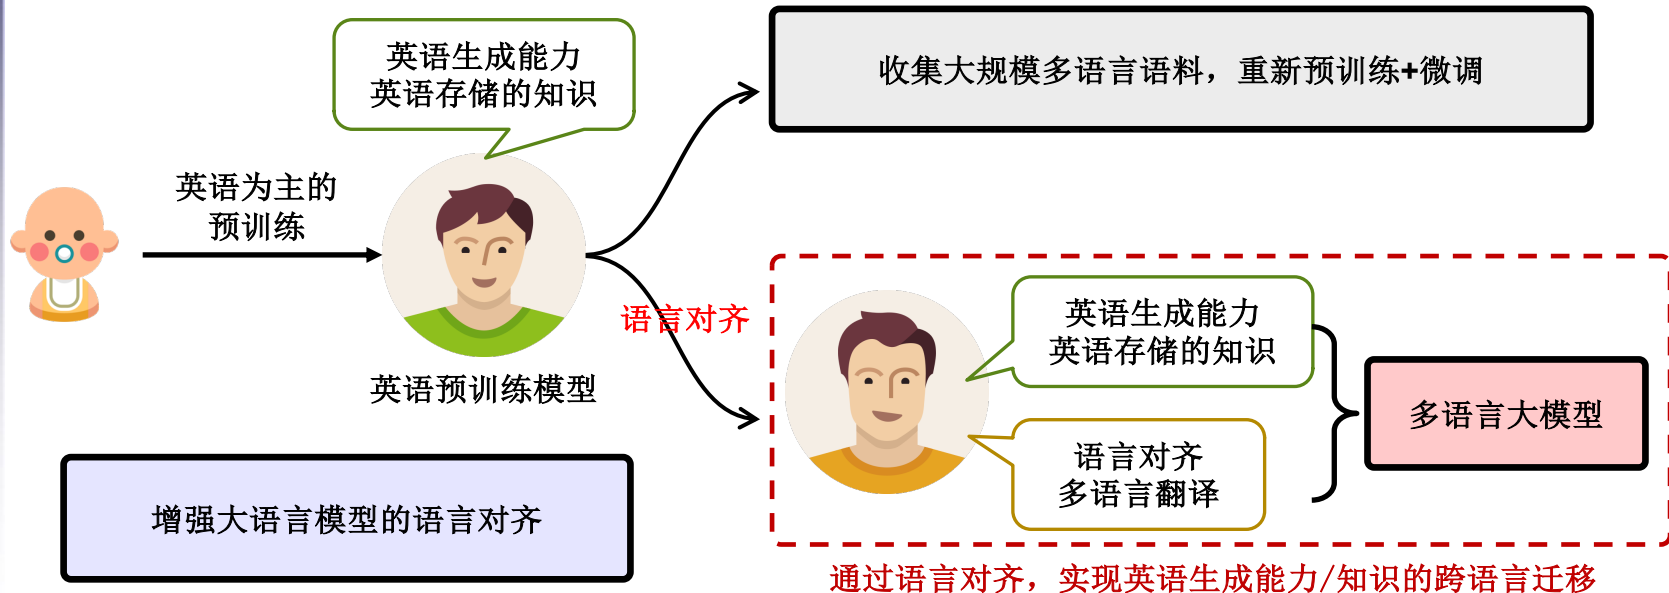 英语生成能力
英语存储的知识
收集大规模多语言语料，重新预训练+微调
英语为主的
预训练
语言对齐
英语生成能力
英语存储的知识
英语预训练模型
多语言大模型
语言对齐
多语言翻译
增强大语言模型的语言对齐
通过语言对齐，实现英语生成能力/知识的跨语言迁移